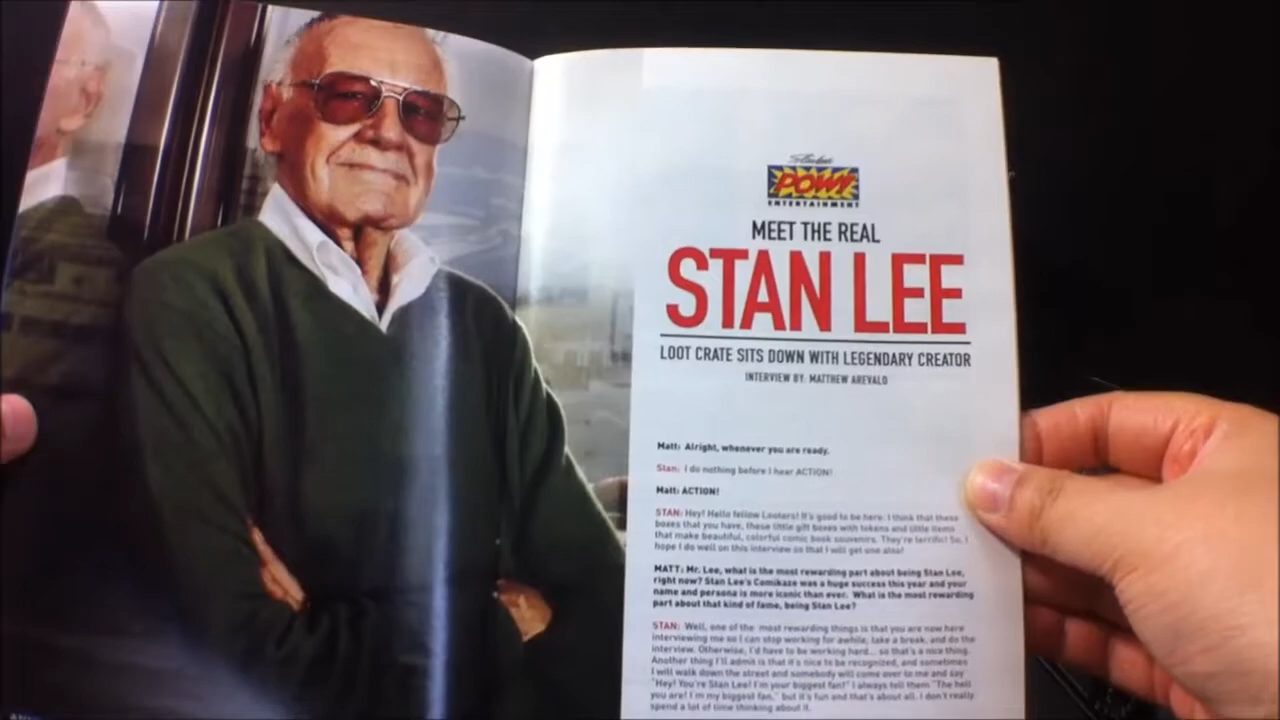 Stan Lee's
POW!
ENTERTAINMENT
MEET THE REAL
STAN LEE
LOOT CRATE SITS DOWN WITH LEGENDARY CREATOR
INTERVIEW BY: MATTHEW AREVALO
Matt: Alright, whenever you are ready.
Stan: I do nothing before I hear ACTION!
Matt: ACTION!
STAN: Hey! Hello fellow Looters! It's good to be here. I think that these
boxes that you have, these little gift boxes with tokens and little items
that make beautiful, colorful comic book souvenirs. They're terrific! So, I
hope I do well on this interview so that I will get one also!
MATT: Mr. Lee, what is the most rewarding part about being Stan Lee,
right now? Stan Lee's Comikaze was a huge success this year and your
name and persona is more iconic than ever. What is the most rewarding
part about that kind of fame, being Stan Lee?
STAN: Well, one of the most rewarding things is that you are now here
interviewing me so I can stop working for awhile, take a break, and do the
interview. Otherwise, I'd have to be working hard... so that's a nice thing.
Another thing I'll admit is that it's nice to be recognized, and sometimes
I will walk down the street and somebody will come over to me and say
"Hey! You're Stan Lee! I'm your biggest fan!" I always tell them "The hell
you are! I'm my biggest fan," but it's fun and that's about all. I don't really
spend a lot of time thinking about it.